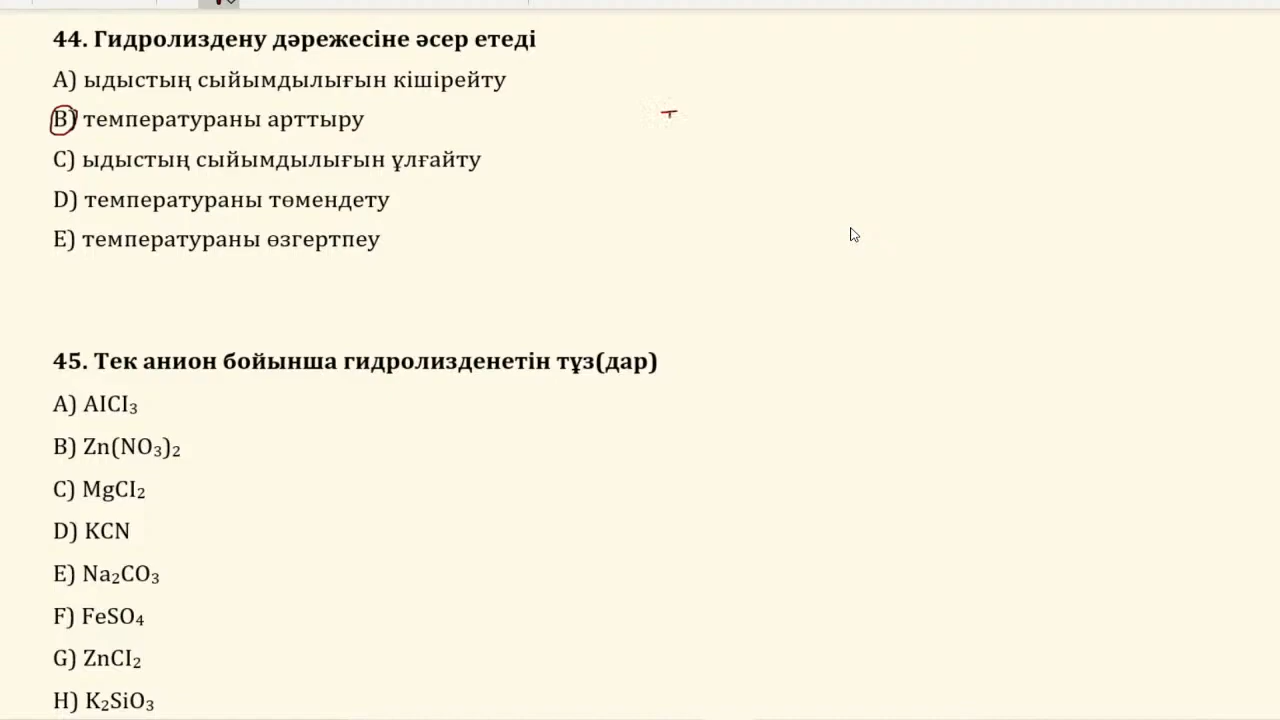 44. Гидролиздену дәрежесіне әсер етеді
A) ыдыстың сыйымдылығын кішірейту
B) температураны арттыру
C) ыдыстың сыйымдылығын ұлғайту
D) температураны төмендету
E) температураны өзгертпеу
45. Тек анион бойынша гидролизденетін тұз(дар)
A) AICI₃
B) Zn(NO₃)₂
C) MgCI₂
D) KCN
E) Na₂CO₃
F) FeSO₄
G) ZnCI₂
H) K₂SiO₃